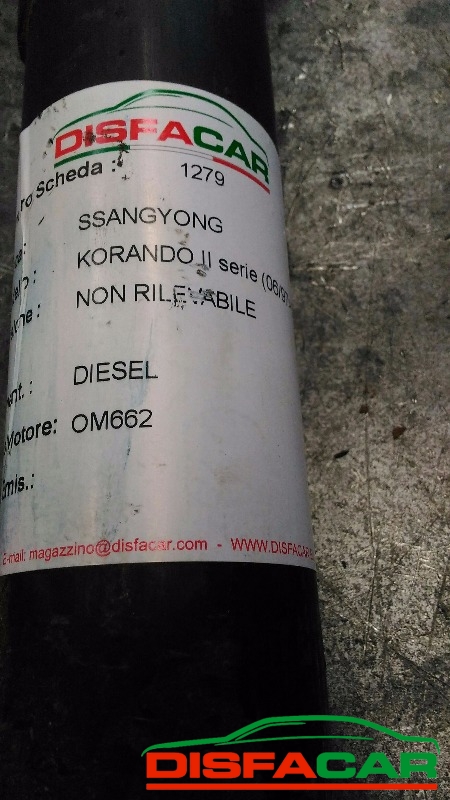 DISFACAR
ro Scheda : 1279
SSANGYONG
KORANDO II serie (06/9
NON RILEVABILE
DIESEL
Motore: OM662
mis.:
E-mail: magazzino@disfacar.com - WWW.DISFACAR
DISFACAR